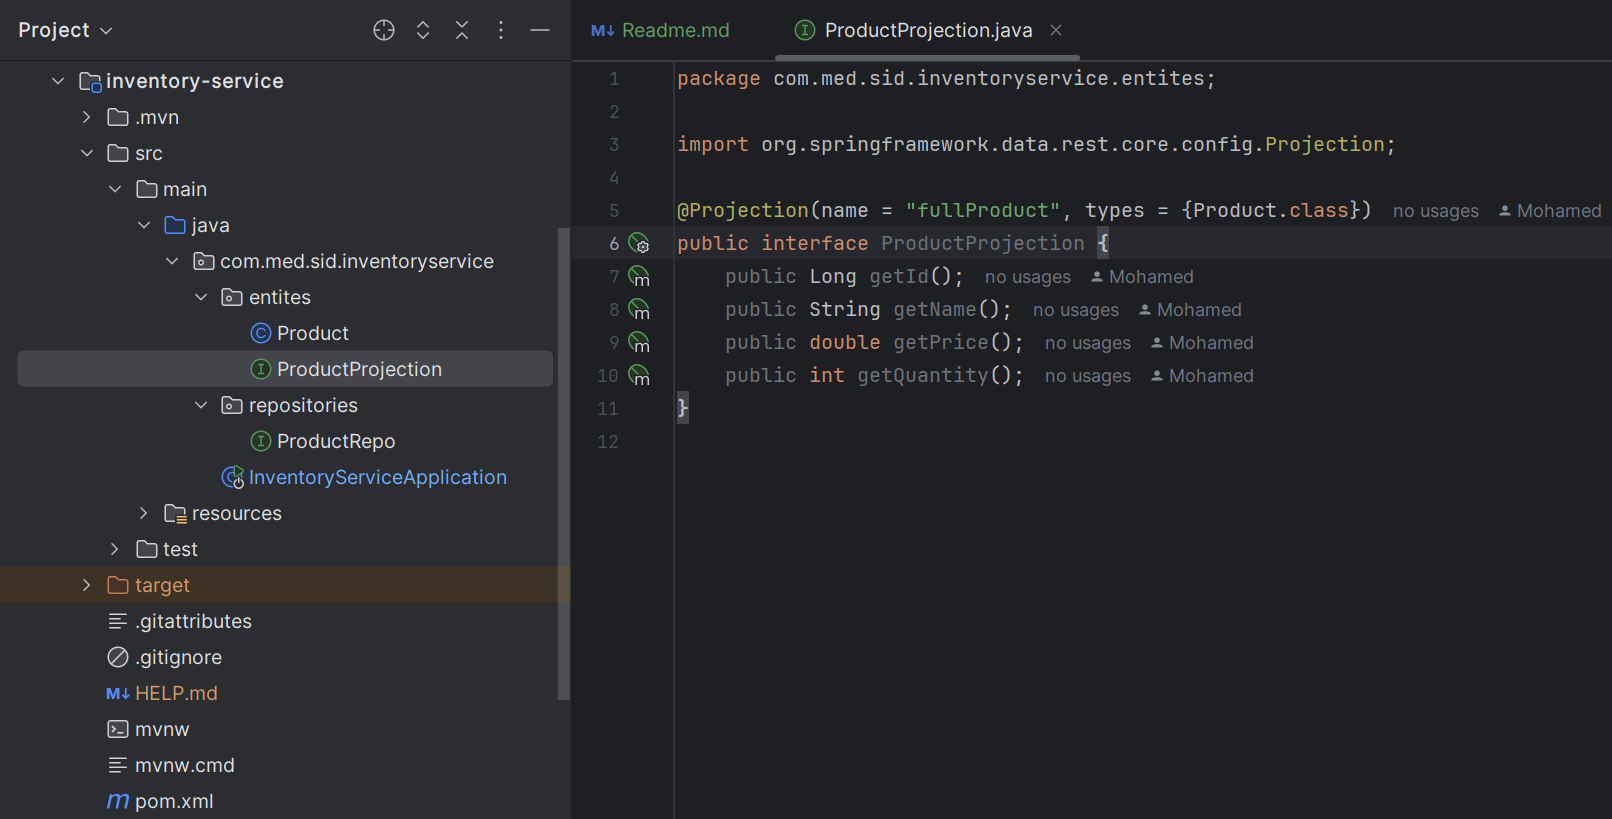 Project
inventory-service
.mvn
src
main
java
com.med.sid.inventoryservice
entites
Product
ProductProjection
repositories
ProductRepo
InventoryServiceApplication
resources
test
target
.gitattributes
.gitignore
M↓ HELP.md
mvnw
mvnw.cmd
m pom.xml
M↓ Readme.md
ProductProjection.java
1 package com.med.sid.inventoryservice.entites;
2
3 import org.springframework.data.rest.core.config.Projection;
4
5 @Projection(name = "fullProduct", types = {Product.class}) no usages Mohamed
6 public interface ProductProjection {
7 public Long getId(); no usages Mohamed
8 public String getName(); no usages Mohamed
9 public double getPrice(); no usages Mohamed
10 public int getQuantity(); no usages Mohamed
11 }
12